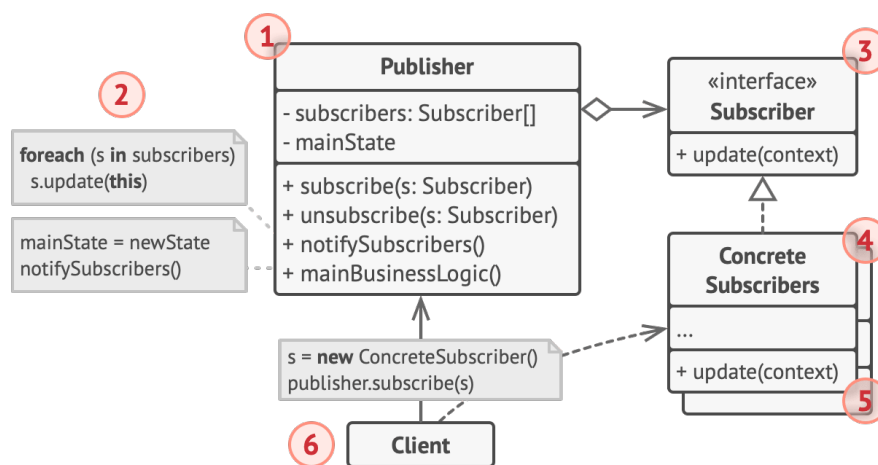 1
Publisher
- subscribers: Subscriber[]
- mainState
+ subscribe(s: Subscriber)
+ unsubscribe(s: Subscriber)
+ notifySubscribers()
+ mainBusinessLogic()
2
foreach (s in subscribers)
s.update(this)
mainState = newState
notifySubscribers()
3
«interface»
Subscriber
+ update(context)
4
Concrete
Subscribers
...
+ update(context)
5
s = new ConcreteSubscriber()
publisher.subscribe(s)
6
Client